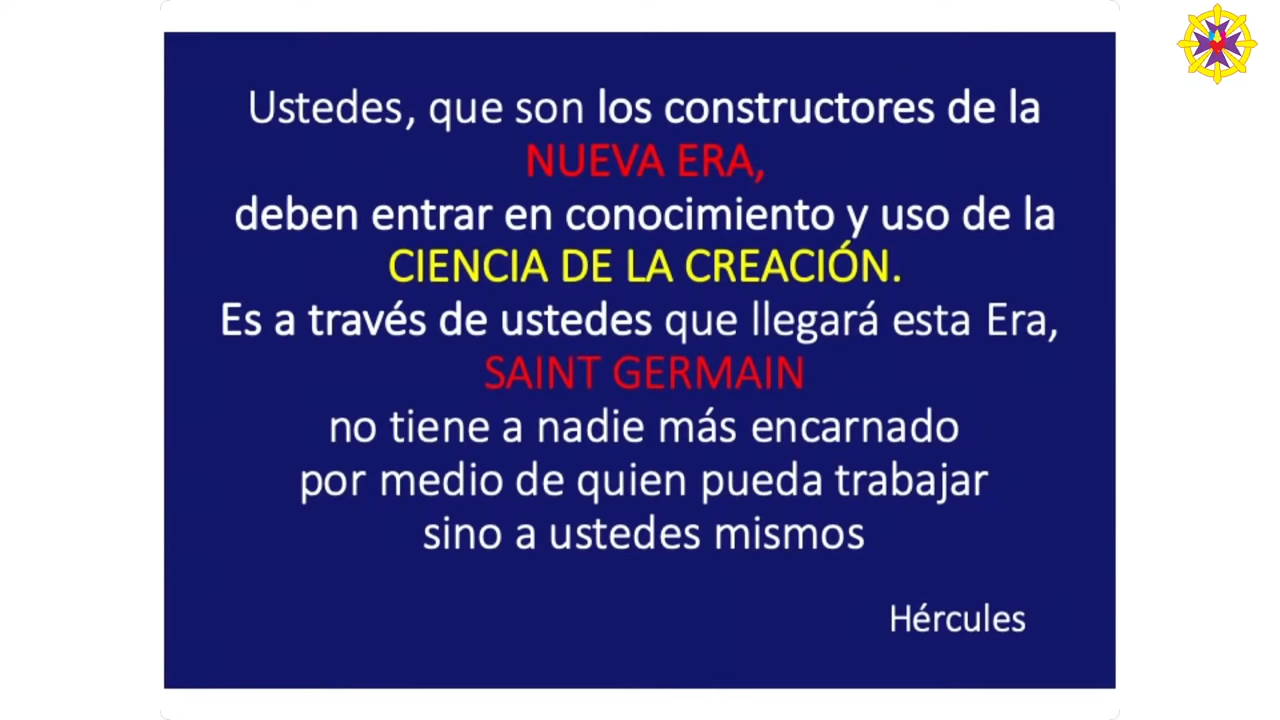 Ustedes, que son los constructores de la
NUEVA ERA,
deben entrar en conocimiento y uso de la
CIENCIA DE LA CREACIÓN.
Es a través de ustedes que llegará esta Era,
SAINT GERMAIN
no tiene a nadie más encarnado
por medio de quien pueda trabajar
sino a ustedes mismos
Hércules